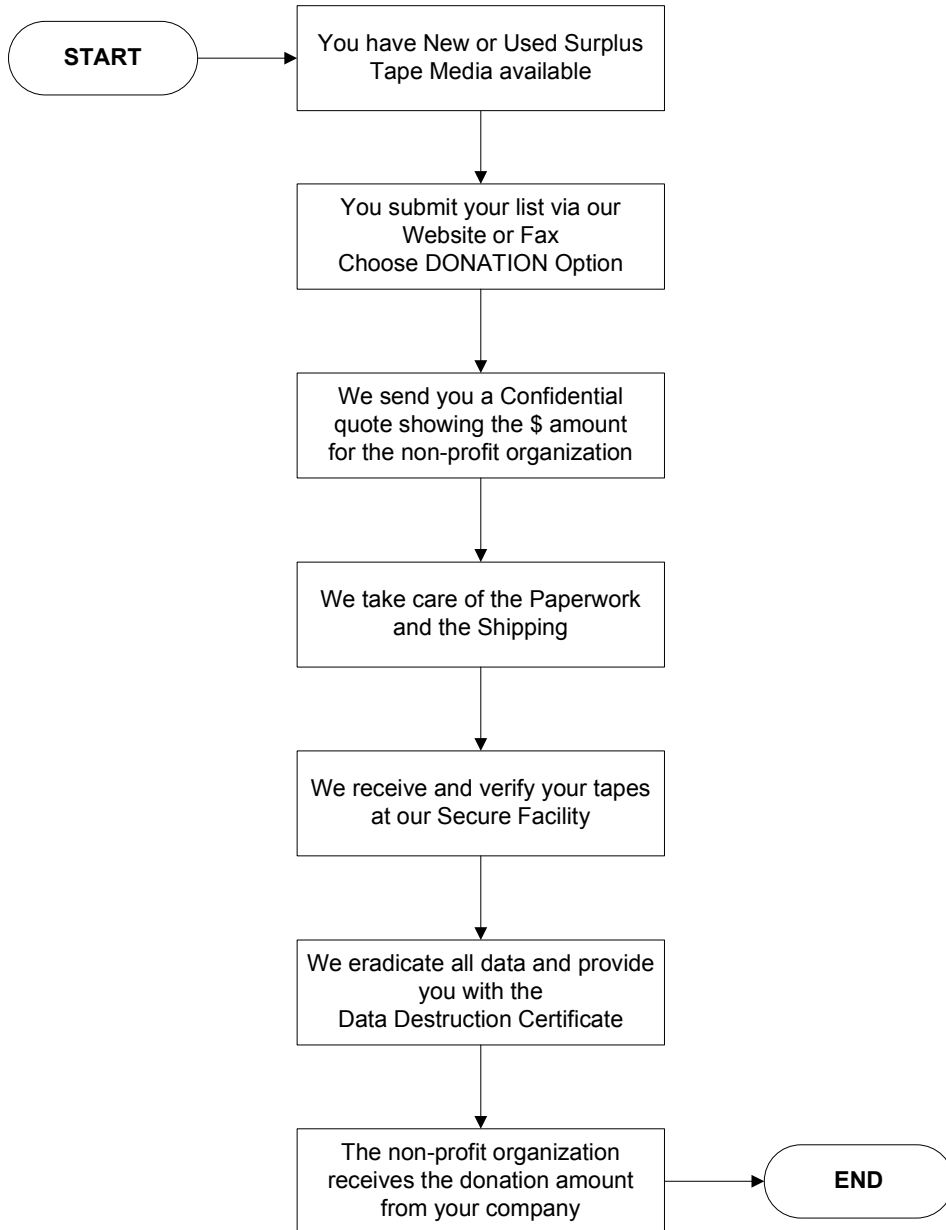 START
You have New or Used Surplus
Tape Media available
You submit your list via our
Website or Fax
Choose DONATION Option
We send you a Confidential
quote showing the $ amount
for the non-profit organization
We take care of the Paperwork
and the Shipping
We receive and verify your tapes
at our Secure Facility
We eradicate all data and provide
you with the
Data Destruction Certificate
The non-profit organization
receives the donation amount
from your company
END